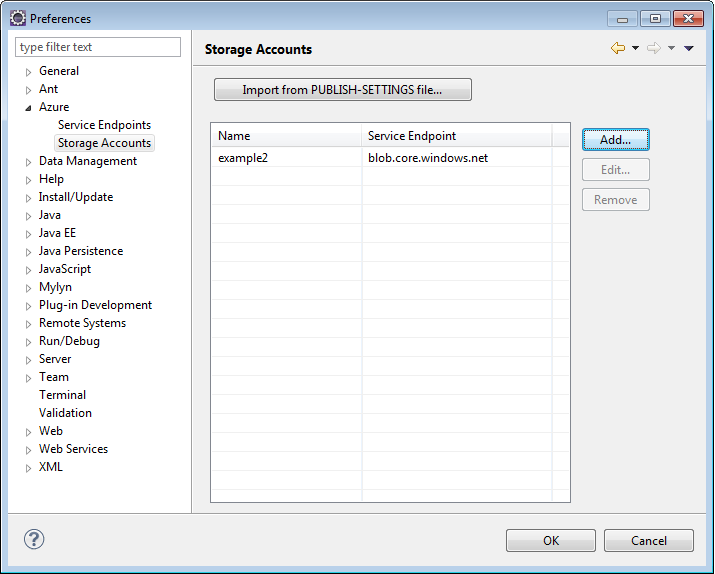 Preferences
type filter text
General
Ant
Azure
Service Endpoints
Storage Accounts
Data Management
Help
Install/Update
Java
Java EE
Java Persistence
JavaScript
Mylyn
Plug-in Development
Remote Systems
Run/Debug
Server
Team
Terminal
Validation
Web
Web Services
XML
Storage Accounts
Import from PUBLISH-SETTINGS file...
Name Service Endpoint
example2 blob.core.windows.net
Add...
Edit...
Remove
?
OK Cancel